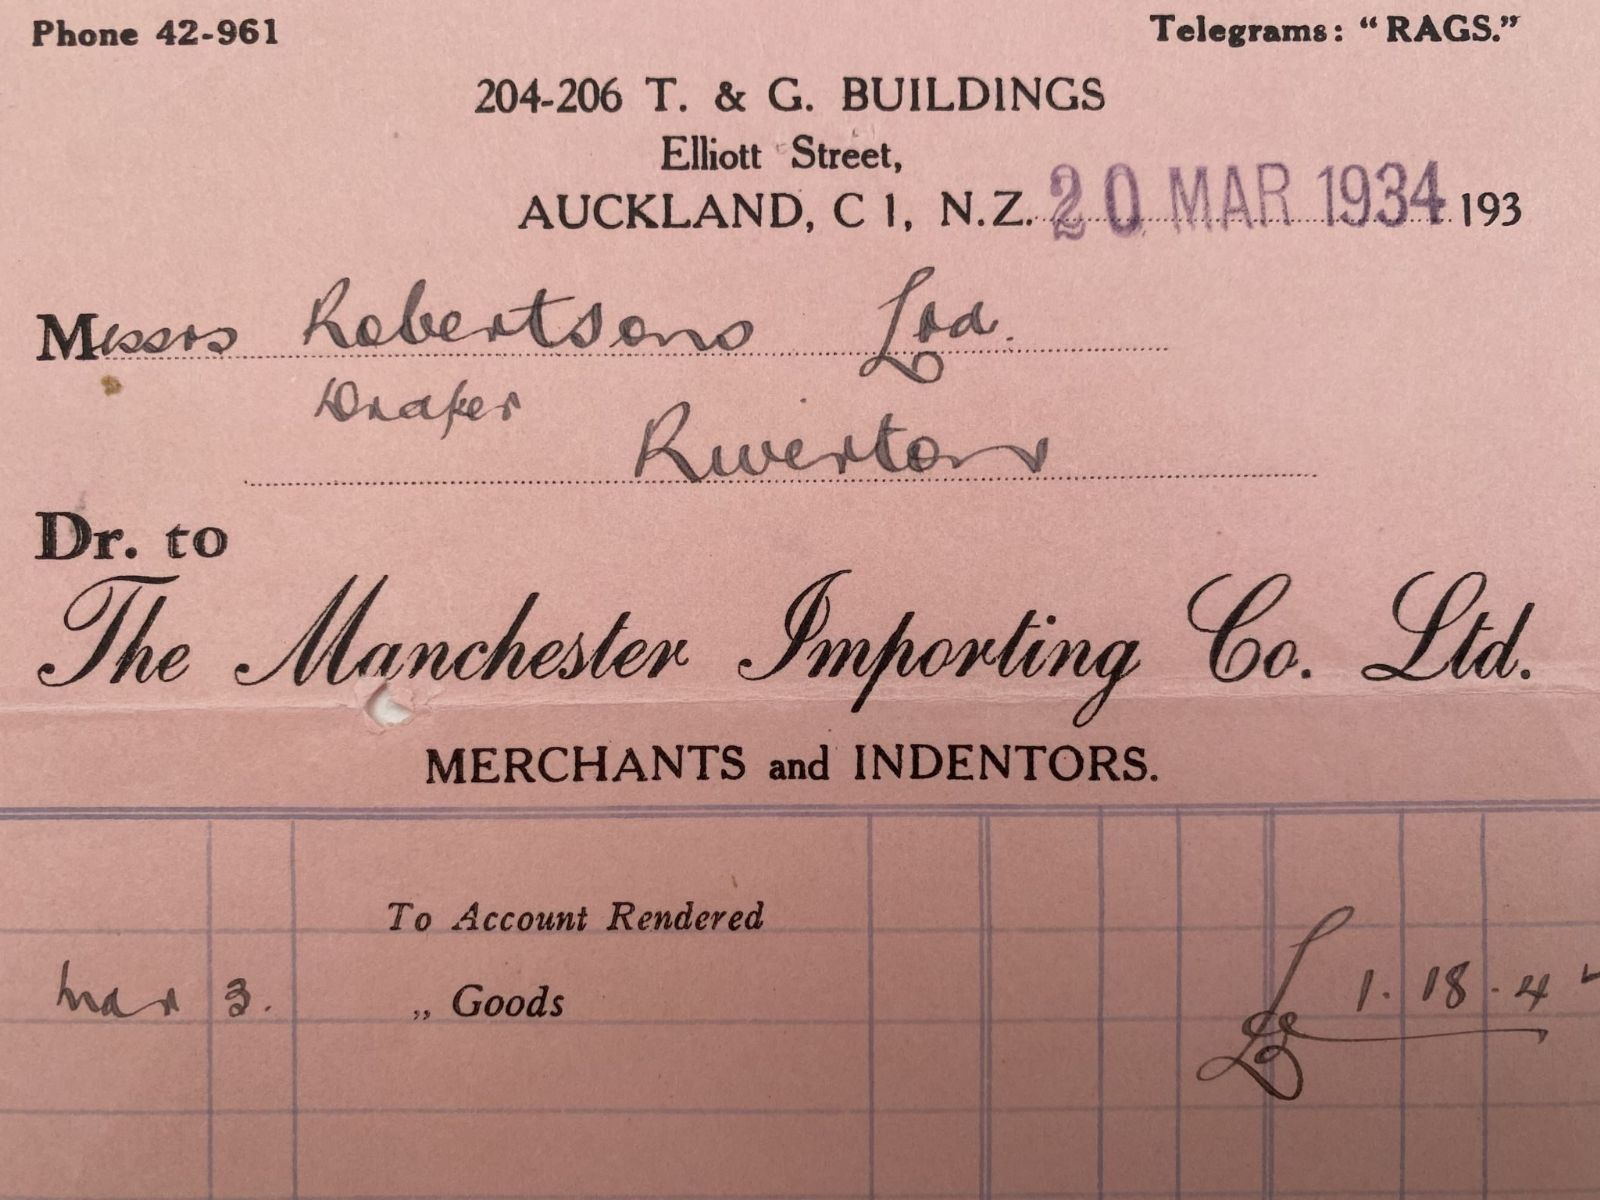 Phone 42-961 Telegrams: "RAGS."
204-206 T. & G. BUILDINGS
Elliott Street,
AUCKLAND, C 1, N.Z. 20 MAR 1934 193
Messrs Robertsons Ltd.
Draper
Riverton
Dr. to
The Manchester Importing Co. Ltd.
MERCHANTS and INDENTORS.
To Account Rendered
Mar 3. „ Goods £ 1. 18. 4